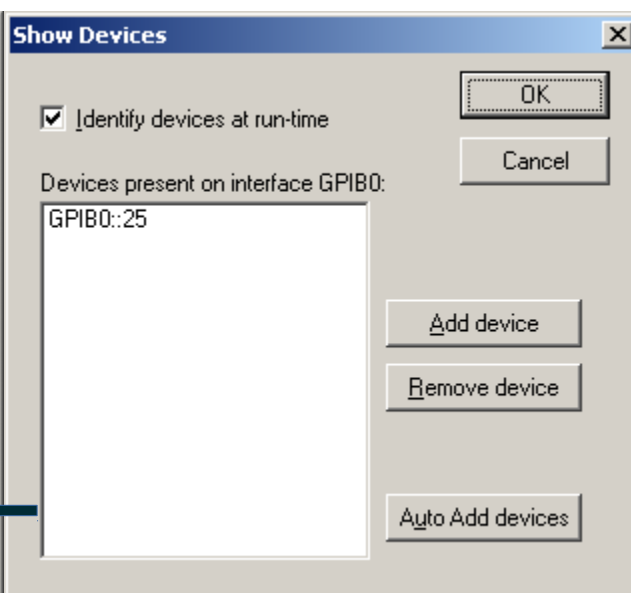 Show Devices
Identify devices at run-time
OK
Cancel
Devices present on interface GPIB0:
GPIB0::25
Add device
Remove device
Auto Add devices